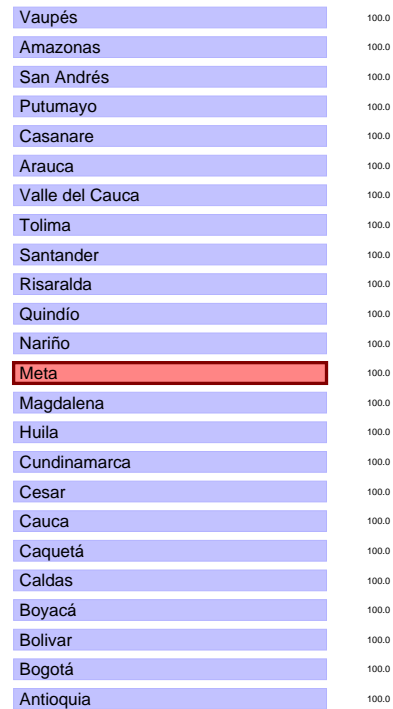 Vaupés 100.0
Amazonas 100.0
San Andrés 100.0
Putumayo 100.0
Casanare 100.0
Arauca 100.0
Valle del Cauca 100.0
Tolima 100.0
Santander 100.0
Risaralda 100.0
Quindío 100.0
Nariño 100.0
Meta 100.0
Magdalena 100.0
Huila 100.0
Cundinamarca 100.0
Cesar 100.0
Cauca 100.0
Caquetá 100.0
Caldas 100.0
Boyacá 100.0
Bolivar 100.0
Bogotá 100.0
Antioquia 100.0